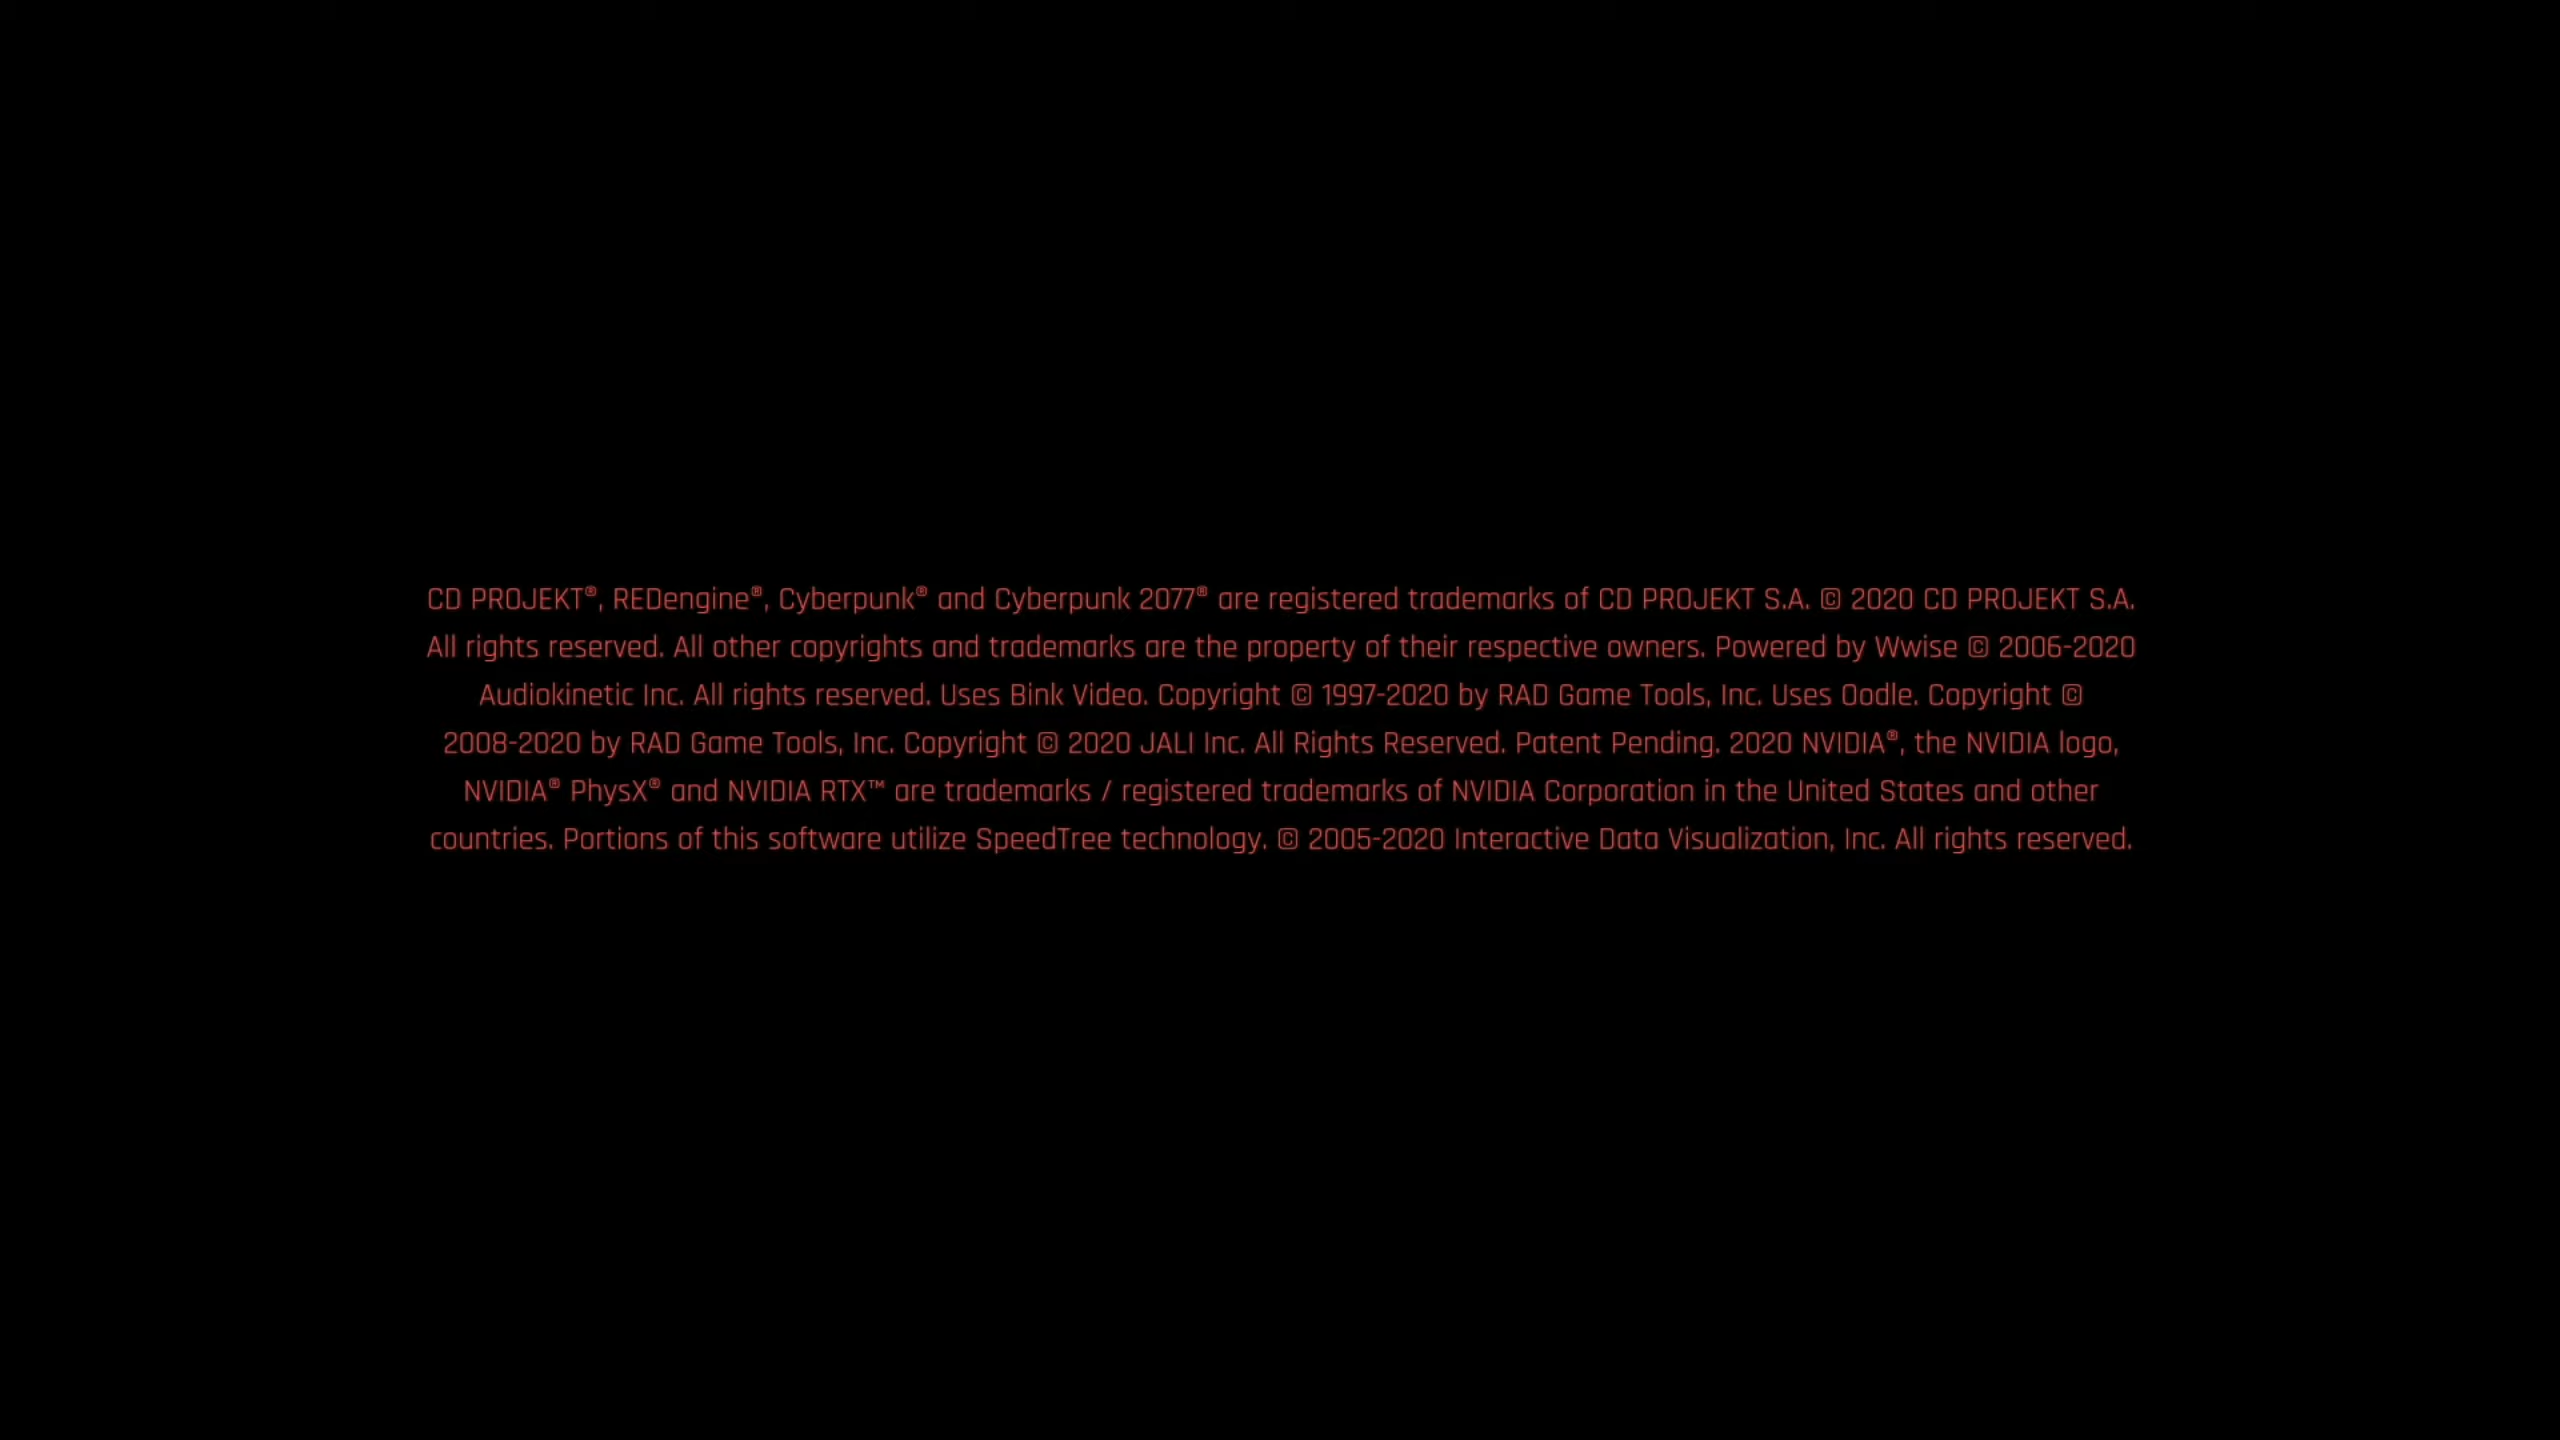 CD PROJEKT®, REDengine®, Cyberpunk® and Cyberpunk 2077® are registered trademarks of CD PROJEKT S.A. © 2020 CD PROJEKT S.A.
All rights reserved. All other copyrights and trademarks are the property of their respective owners. Powered by Wwise © 2006-2020
Audiokinetic Inc. All rights reserved. Uses Bink Video. Copyright © 1997-2020 by RAD Game Tools, Inc. Uses Oodle. Copyright ©
2008-2020 by RAD Game Tools, Inc. Copyright © 2020 JALI Inc. All Rights Reserved. Patent Pending. 2020 NVIDIA®, the NVIDIA logo,
NVIDIA® PhysX® and NVIDIA RTX™ are trademarks / registered trademarks of NVIDIA Corporation in the United States and other
countries. Portions of this software utilize SpeedTree technology. © 2005-2020 Interactive Data Visualization, Inc. All rights reserved.